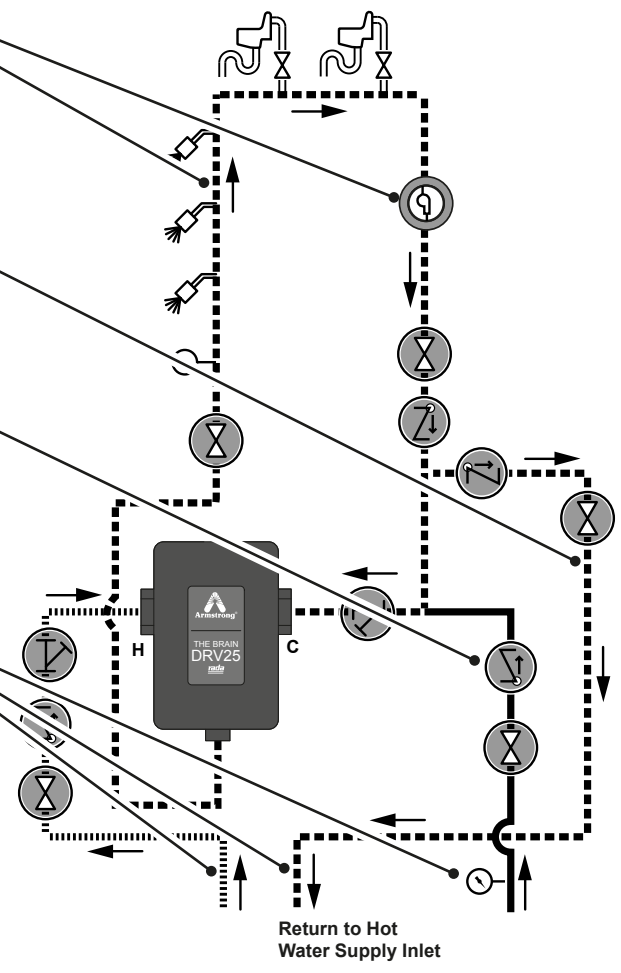 Armstrong®
THE BRAIN
DRV25
rada
H
C
Return to Hot
Water Supply Inlet